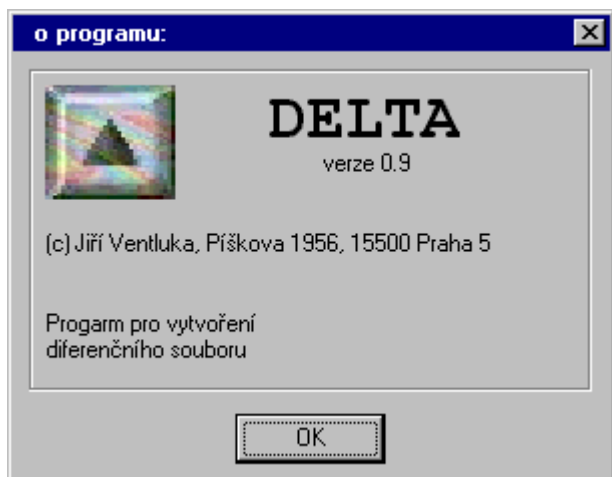 o programu:
DELTA
verze 0.9
(c) Jiří Ventluka, Píškova 1956, 15500 Praha 5
Progarm pro vytvoření
diferenčního souboru
OK